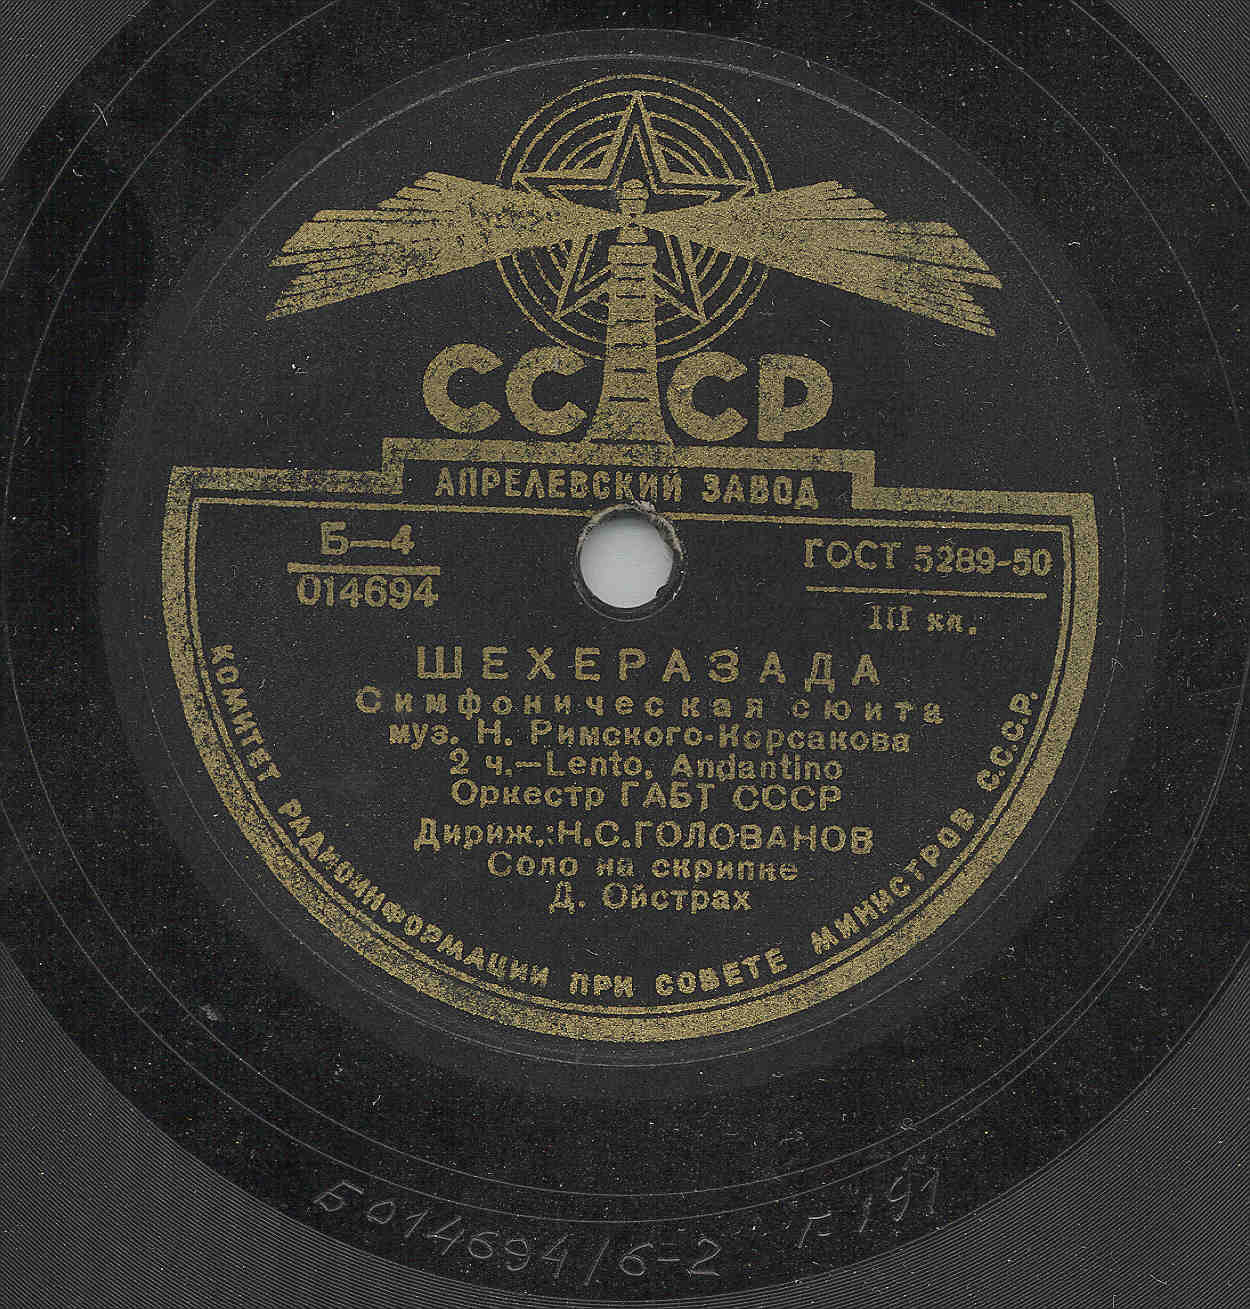 СССР
АПРЕЛЕВСКИЙ ЗАВОД
Б—4
014694
ГОСТ 5289-50
III кл.
ШЕХЕРАЗАДА
Симфоническая сюита
муз. Н. Римского-Корсакова
2 ч.—Lento, Andantino
Оркестр ГАБТ СССР
Дириж.: Н.С.ГОЛОВАНОВ
Соло на скрипке
Д. Ойстрах
КОМИТЕТ РАДИОИНФОРМАЦИИ ПРИ СОВЕТЕ МИНИСТРОВ С.С.С.Р.
Б014694/6-2